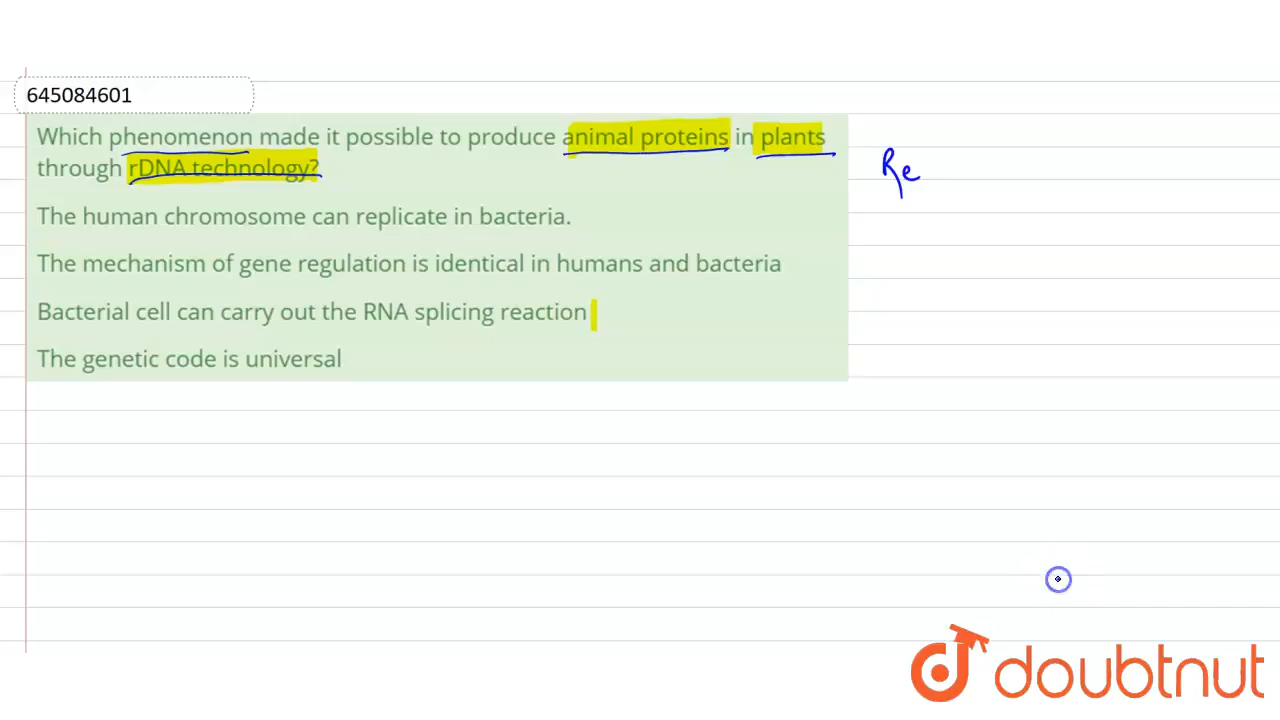 645084601
Which phenomenon made it possible to produce animal proteins in plants
through rDNA technology?
Re
The human chromosome can replicate in bacteria.
The mechanism of gene regulation is identical in humans and bacteria
Bacterial cell can carry out the RNA splicing reaction
The genetic code is universal
doubtnut